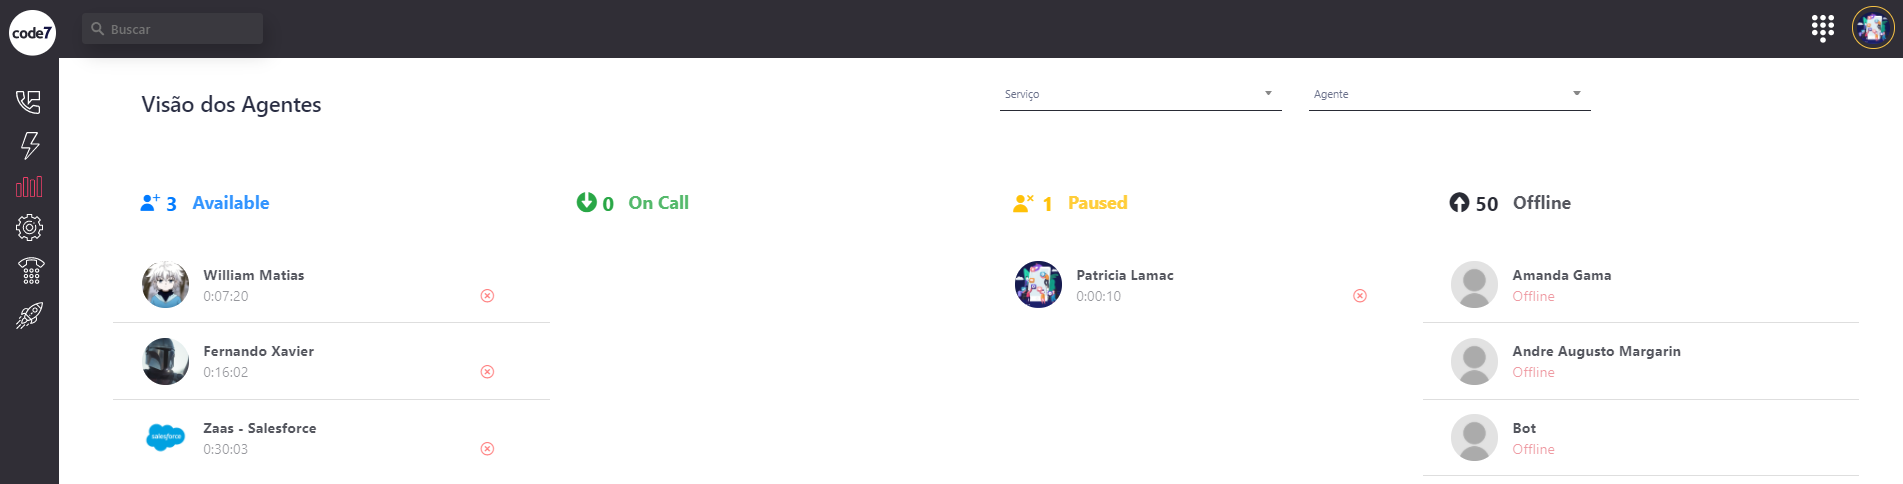 code7
Buscar
Visão dos Agentes
Serviço
Agente
3 Available
William Matias
0:07:20
Fernando Xavier
0:16:02
salesforce
Zaas - Salesforce
0:30:03
0 On Call
1 Paused
Patricia Lamac
0:00:10
50 Offline
Amanda Gama
Offline
Andre Augusto Margarin
Offline
Bot
Offline